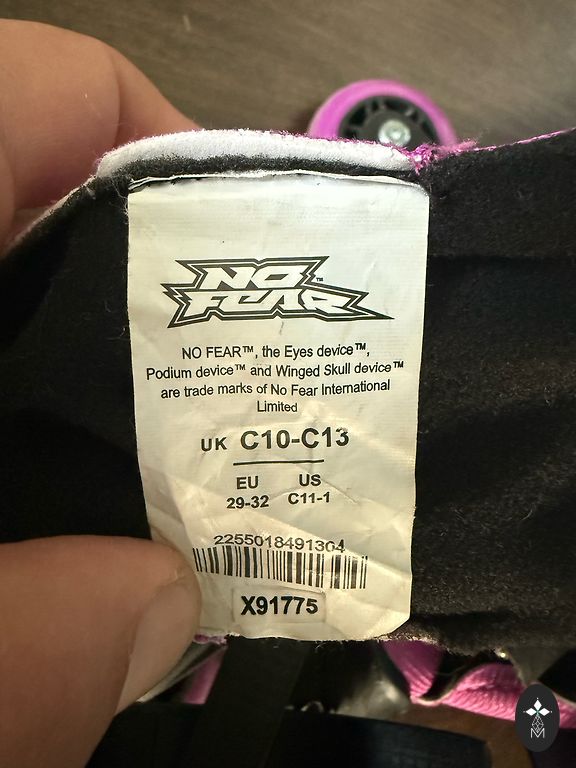 NO
FEAR™
NO FEAR™, the Eyes device™,
Podium device™ and Winged Skull device™
are trade marks of No Fear International
Limited
UK C10-C13
EU US
29-32 C11-1
2255018491304
X91775
M